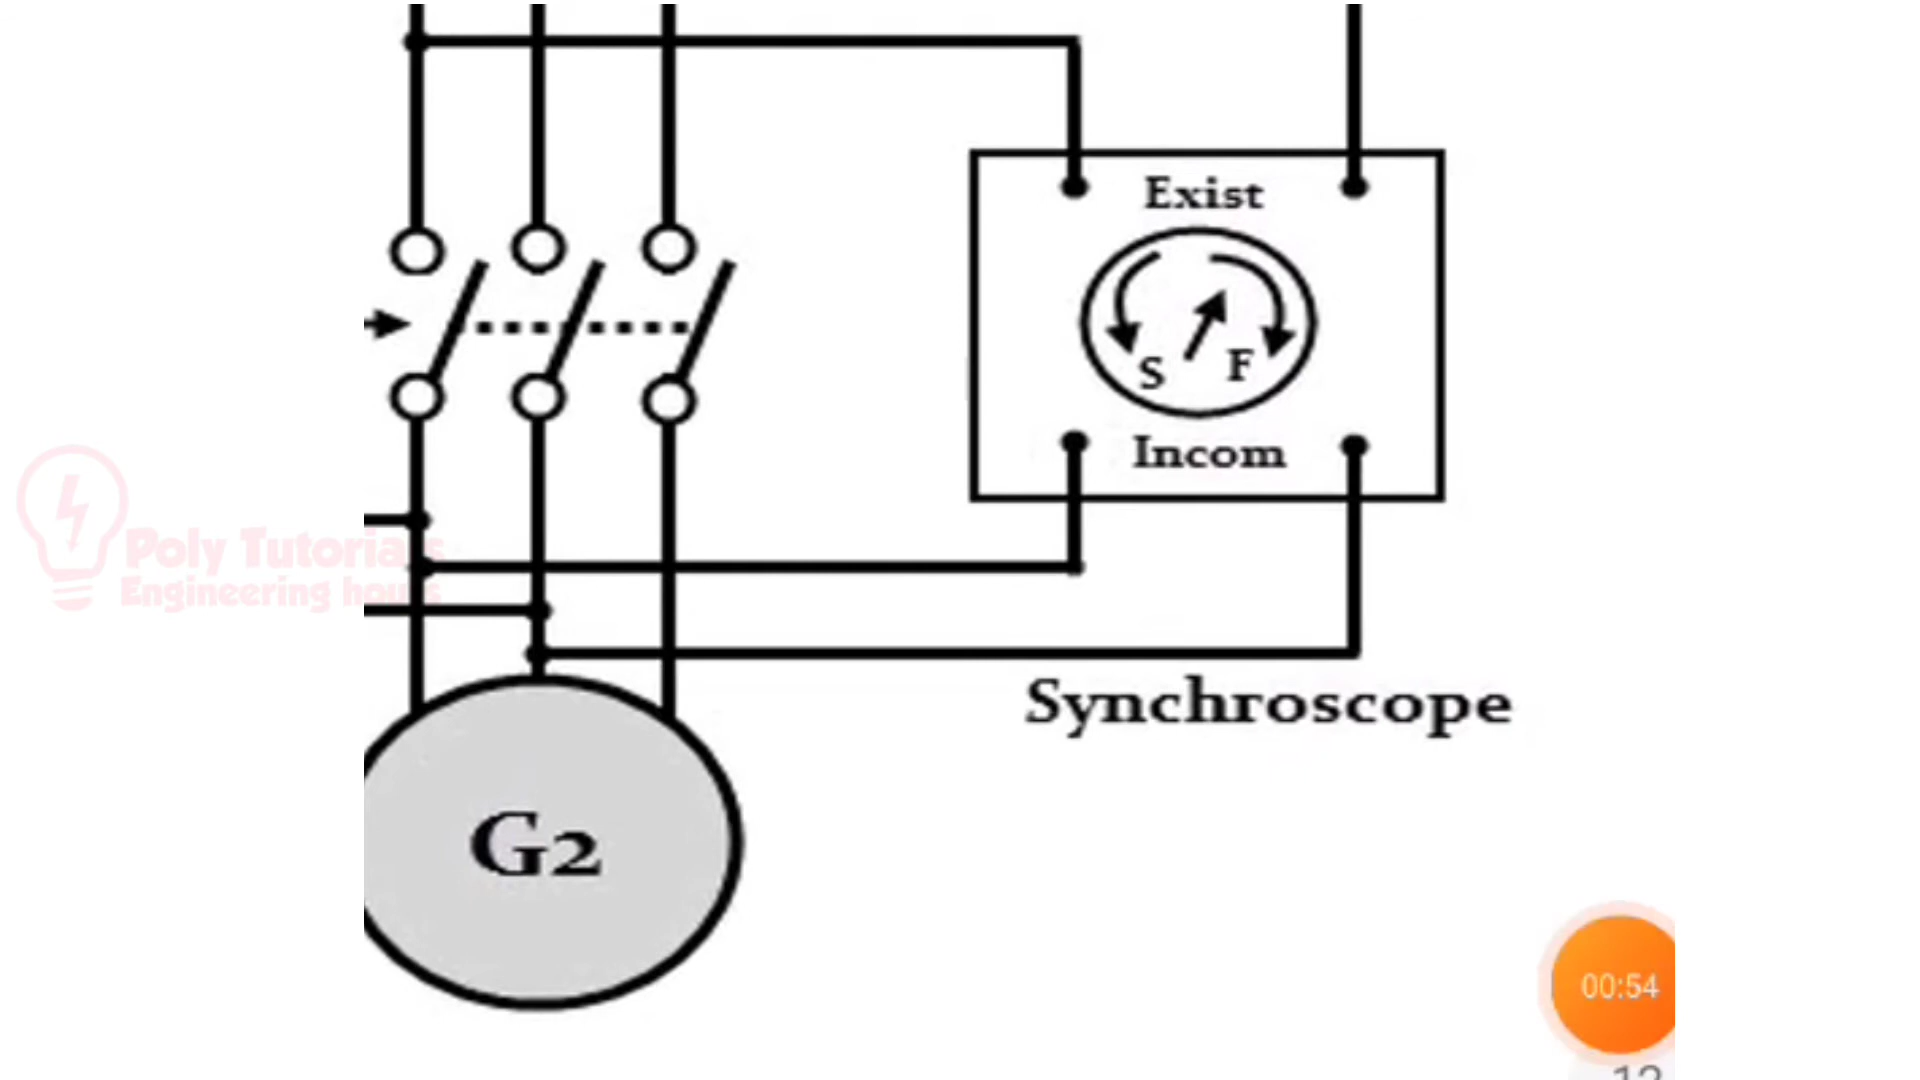 Exist
S F
Incom
Poly Tutorials
Engineering hours
Synchroscope
G2
00:54